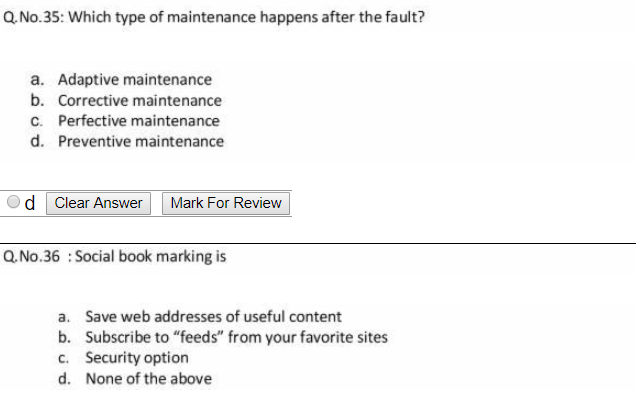 Q.No.35: Which type of maintenance happens after the fault?
a. Adaptive maintenance
b. Corrective maintenance
c. Perfective maintenance
d. Preventive maintenance
d Clear Answer Mark For Review
Q.No.36 : Social book marking is
a. Save web addresses of useful content
b. Subscribe to “feeds” from your favorite sites
c. Security option
d. None of the above